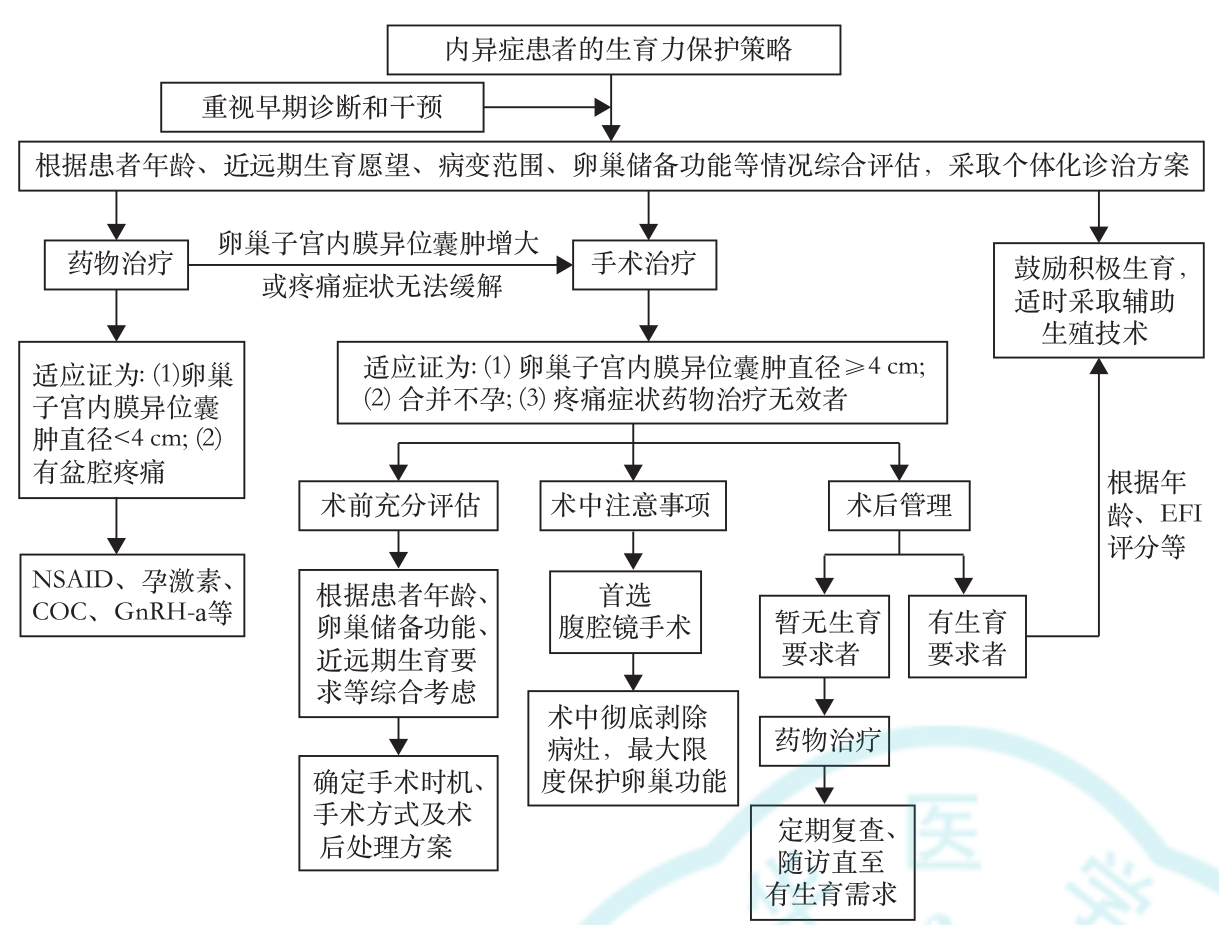 内异症患者的生育力保护策略
重视早期诊断和干预
根据患者年龄、近远期生育愿望、病变范围、卵巢储备功能等情况综合评估，采取个体化诊治方案
药物治疗
卵巢子宫内膜异位囊肿增大
或疼痛症状无法缓解
手术治疗
鼓励积极生育，
适时采取辅助
生殖技术
适应证为: (1)卵巢
子宫内膜异位囊
肿直径<4 cm; (2)
有盆腔疼痛
NSAID、孕激素、
COC、GnRH-a等
适应证为: (1) 卵巢子宫内膜异位囊肿直径≥4 cm;
(2) 合并不孕; (3) 疼痛症状药物治疗无效者
术前充分评估
根据患者年龄、
卵巢储备功能、
近远期生育要
求等综合考虑
确定手术时机、
手术方式及术
后处理方案
术中注意事项
首选
腹腔镜手术
术中彻底剥除
病灶，最大限
度保护卵巢功能
术后管理
暂无生育
要求者
药物治疗
定期复查、
随访直至
有生育需求
有生育
要求者
根据年
龄、EFI
评分等
医
学